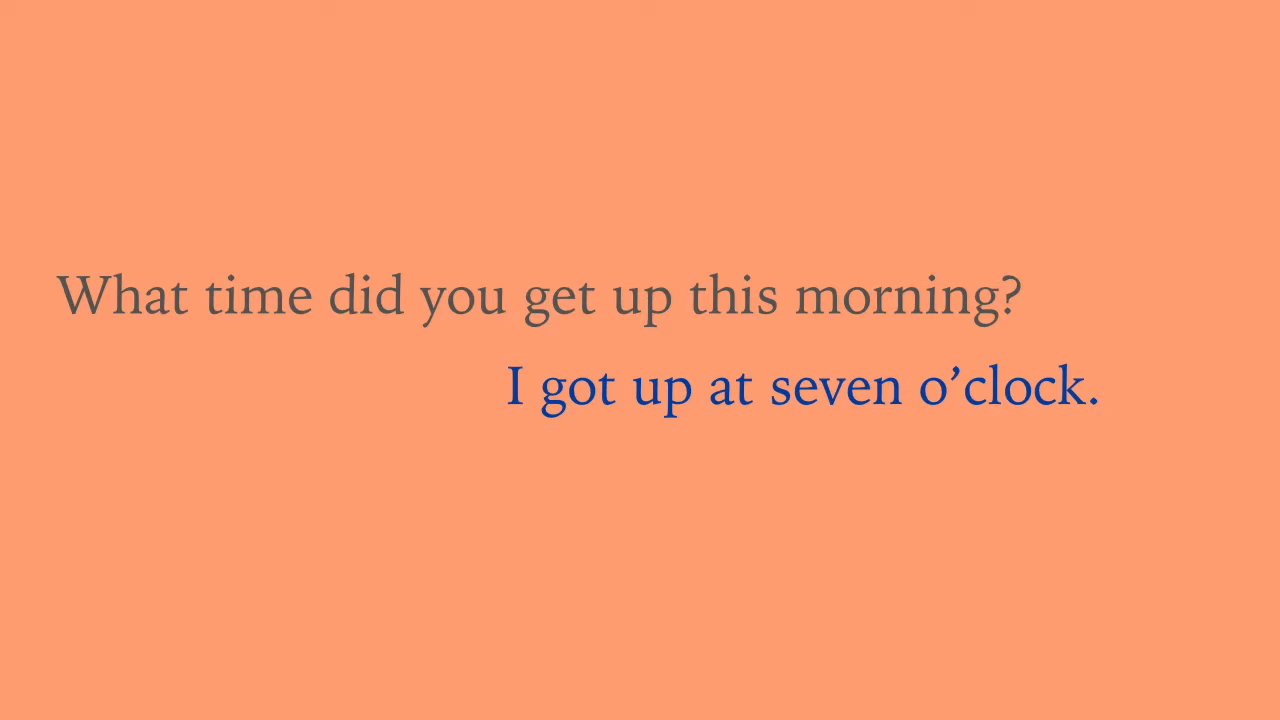 What time did you get up this morning?
I got up at seven o’clock.